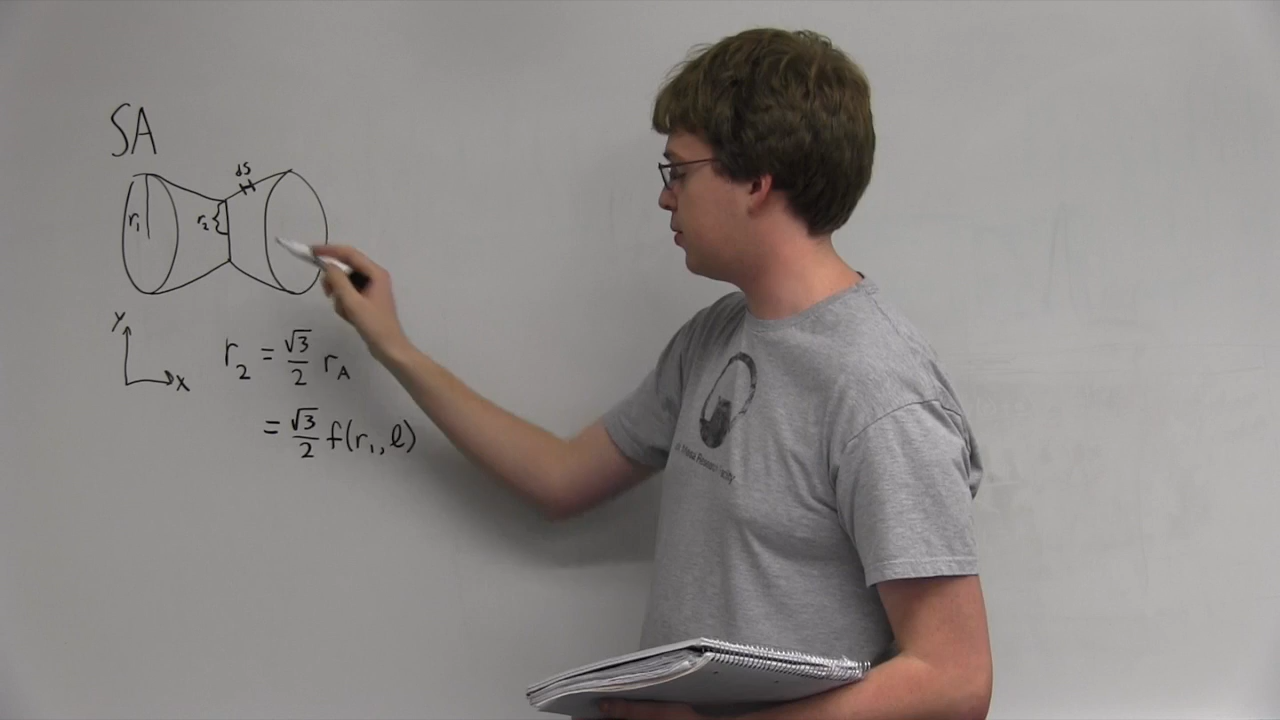 SA
ds
r₁
r₂
Y
X
r₂ = √3/2 r_A
= √3/2 f(r₁, ℓ)